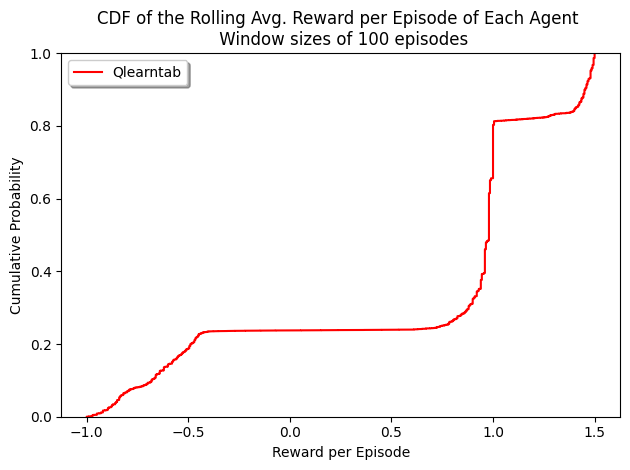 CDF of the Rolling Avg. Reward per Episode of Each Agent
Window sizes of 100 episodes
Qlearntab
Cumulative Probability
1.0
0.8
0.6
0.4
0.2
0.0
−1.0
−0.5
0.0
0.5
1.0
1.5
Reward per Episode